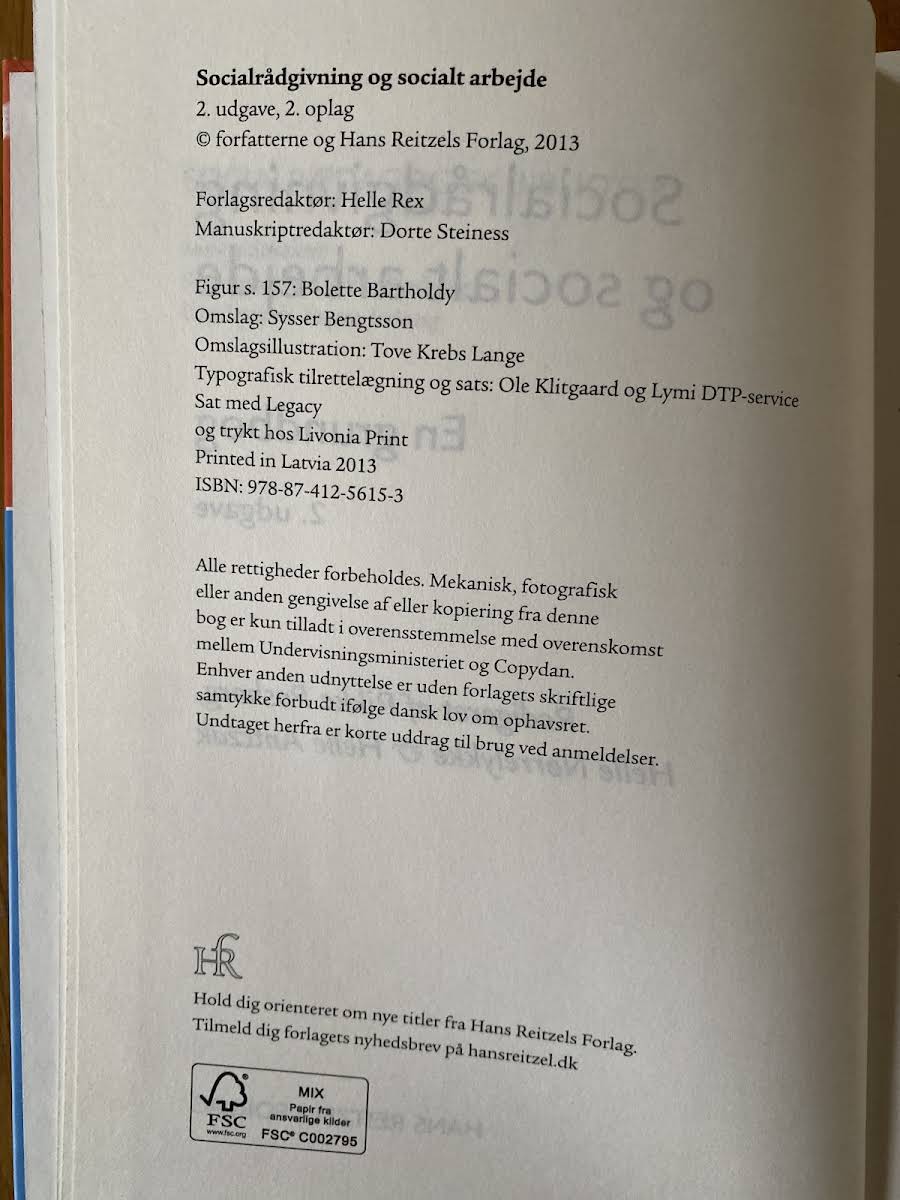 Socialrådgivning og socialt arbejde
2. udgave, 2. oplag
© forfatterne og Hans Reitzels Forlag, 2013
Forlagsredaktør: Helle Rex
Manuskriptredaktør: Dorte Steiness
Figur s. 157: Bolette Bartholdy
Omslag: Sysser Bengtsson
Omslagsillustration: Tove Krebs Lange
Typografisk tilrettelægning og sats: Ole Klitgaard og Lymi DTP-service
Sat med Legacy
og trykt hos Livonia Print
Printed in Latvia 2013
ISBN: 978-87-412-5615-3
Alle rettigheder forbeholdes. Mekanisk, fotografisk
eller anden gengivelse af eller kopiering fra denne
bog er kun tilladt i overensstemmelse med overenskomst
mellem Undervisningsministeriet og Copydan.
Enhver anden udnyttelse er uden forlagets skriftlige
samtykke forbudt ifølge dansk lov om ophavsret.
Undtaget herfra er korte uddrag til brug ved anmeldelser.
HR
Hold dig orienteret om nye titler fra Hans Reitzels Forlag.
Tilmeld dig forlagets nyhedsbrev på hansreitzel.dk
FSC
www.fsc.org
MIX
Papir fra
ansvarlige kilder
FSC® C002795